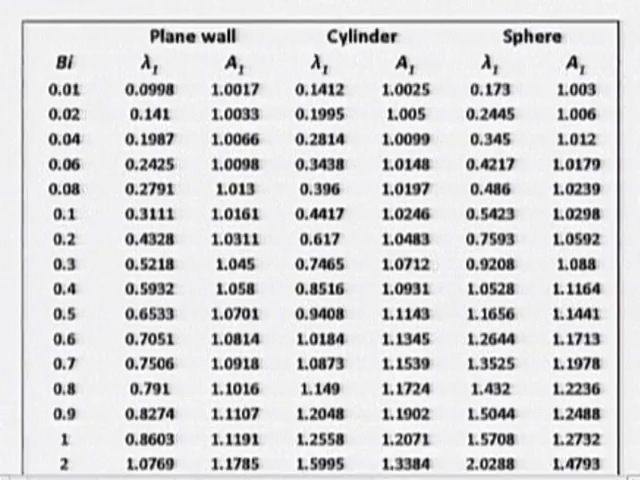 Plane wall Cylinder Sphere
Bi λ1 A1 λ1 A1 λ1 A1
0.01 0.0998 1.0017 0.1412 1.0025 0.173 1.003
0.02 0.141 1.0033 0.1995 1.005 0.2445 1.006
0.04 0.1987 1.0066 0.2814 1.0099 0.345 1.012
0.06 0.2425 1.0098 0.3438 1.0148 0.4217 1.0179
0.08 0.2791 1.013 0.396 1.0197 0.486 1.0239
0.1 0.3111 1.0161 0.4417 1.0246 0.5423 1.0298
0.2 0.4328 1.0311 0.617 1.0483 0.7593 1.0592
0.3 0.5218 1.045 0.7465 1.0712 0.9208 1.088
0.4 0.5932 1.058 0.8516 1.0931 1.0528 1.1164
0.5 0.6533 1.0701 0.9408 1.1143 1.1656 1.1441
0.6 0.7051 1.0814 1.0184 1.1345 1.2644 1.1713
0.7 0.7506 1.0918 1.0873 1.1539 1.3525 1.1978
0.8 0.791 1.1016 1.149 1.1724 1.432 1.2236
0.9 0.8274 1.1107 1.2048 1.1902 1.5044 1.2488
1 0.8603 1.1191 1.2558 1.2071 1.5708 1.2732
2 1.0769 1.1785 1.5995 1.3384 2.0288 1.4793